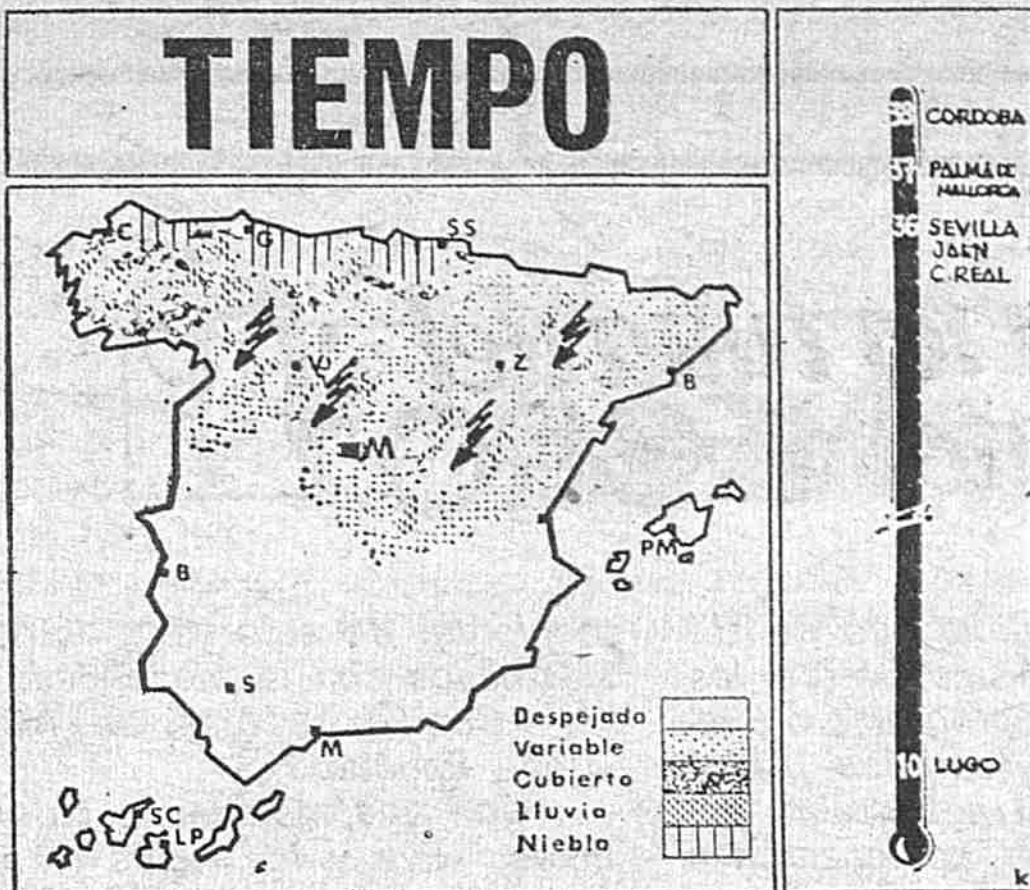 TIEMPO
C
G
SS
V
Z
B
M
PM
B
S
M
SC
LP
Despejado
Variable
Cubierto
Lluvia
Niebla
38 CORDOBA
37 PALMA DE
MALLORCA
36 SEVILLA
JAEN
C. REAL
10 LUGO
k